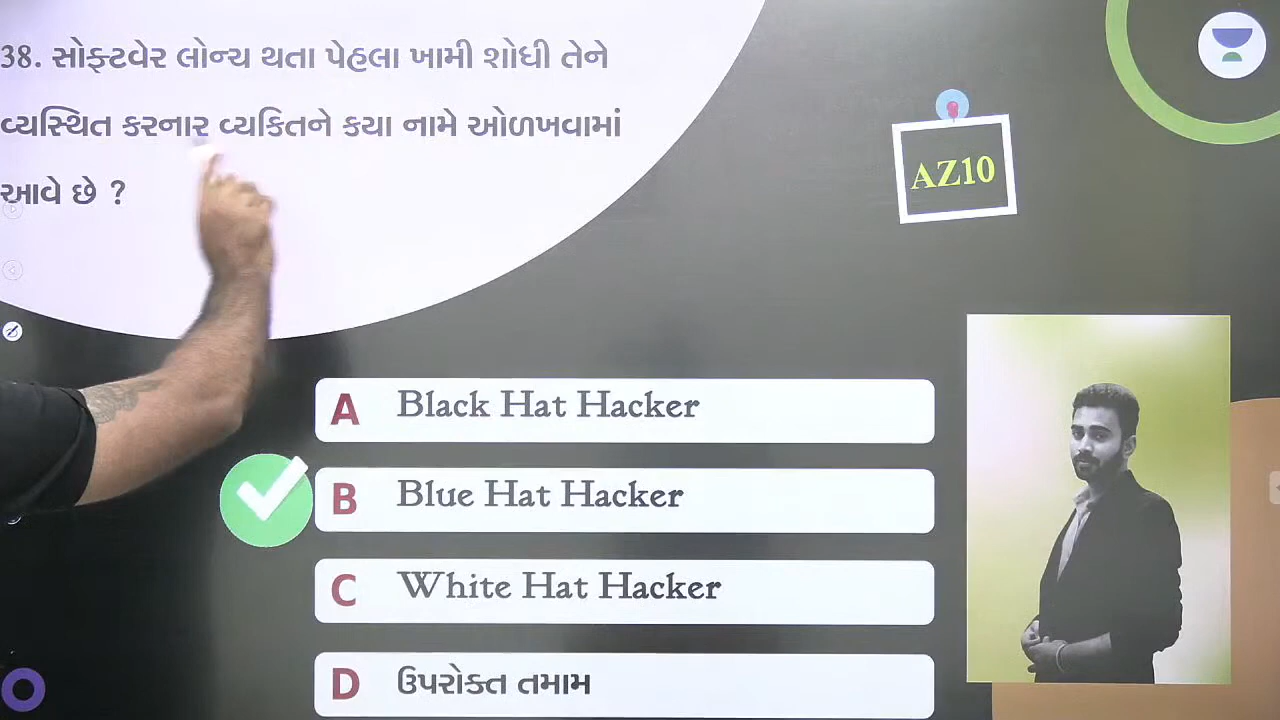 38. સોફ્ટવેર લોન્ચ થતા પેહલા ખામી શોધી તેને
વ્યસ્થિત કરનાર વ્યકિતને કયા નામે ઓળખવામાં
આવે છે ?
AZ10
A Black Hat Hacker
B Blue Hat Hacker
C White Hat Hacker
D ઉપરોક્ત તમામ